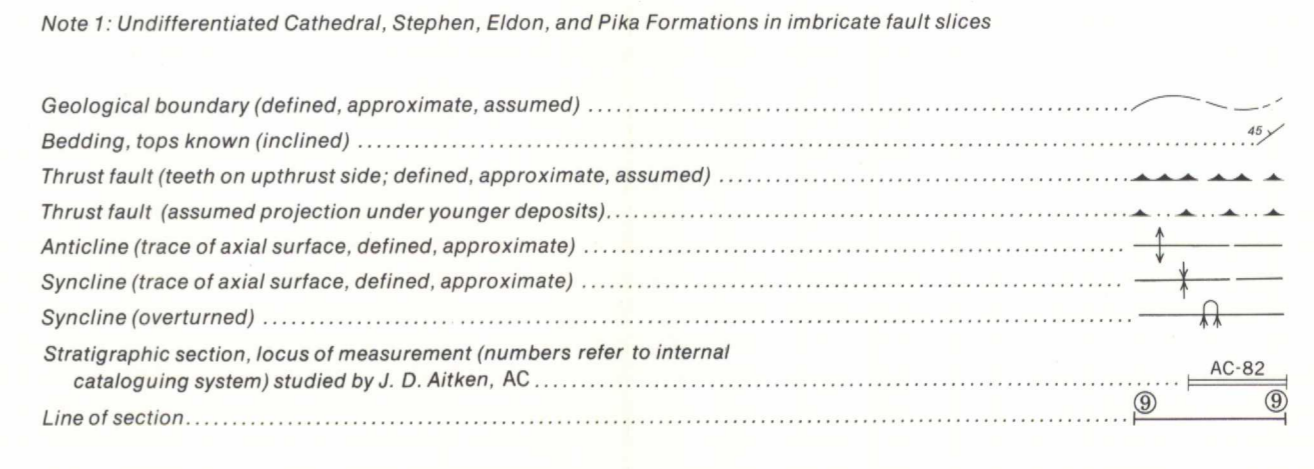 Note 1: Undifferentiated Cathedral, Stephen, Eldon, and Pika Formations in imbricate fault slices
Geological boundary (defined, approximate, assumed)
Bedding, tops known (inclined) 45
Thrust fault (teeth on upthrust side; defined, approximate, assumed)
Thrust fault (assumed projection under younger deposits)
Anticline (trace of axial surface, defined, approximate)
Syncline (trace of axial surface, defined, approximate)
Syncline (overturned)
Stratigraphic section, locus of measurement (numbers refer to internal
cataloguing system) studied by J. D. Aitken, AC AC-82
Line of section 9 9